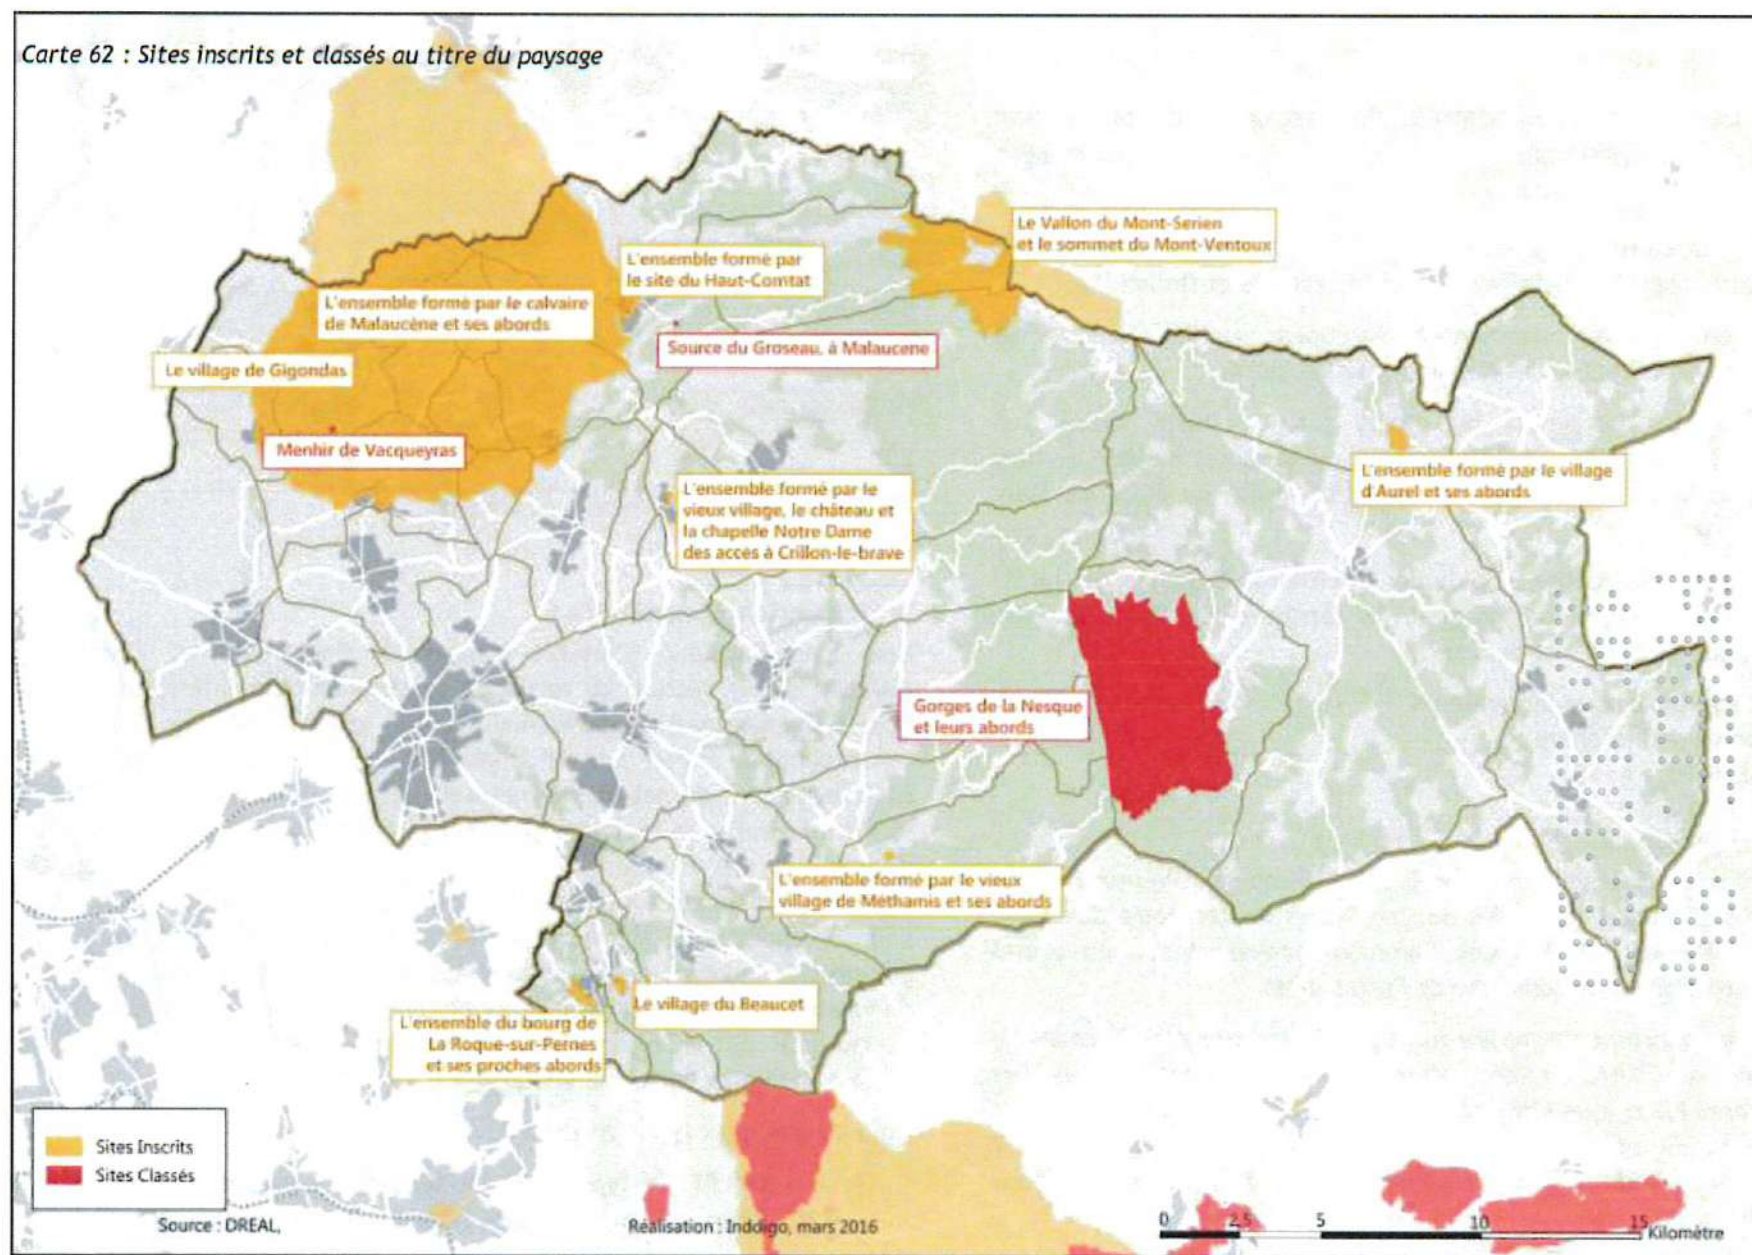 Carte 62 : Sites inscrits et classés au titre du paysage
Le Vallon du Mont-Serien
et le sommet du Mont-Ventoux
L'ensemble formé par
le site du Haut-Comtat
L'ensemble formé par le calvaire
de Malaucène et ses abords
Source du Groseau, à Malaucene
Le village de Gigondas
Menhir de Vacqueyras
L'ensemble formé par le village
d'Aurel et ses abords
L'ensemble formé par le
vieux village, le château et
la chapelle Notre Dame
des accès à Crillon-le-brave
Gorges de la Nesque
et leurs abords
L'ensemble formé par le vieux
village de Méthamis et ses abords
Le village du Beaucet
L'ensemble du bourg de
La Roque-sur-Pernes
et ses proches abords
Sites Inscrits
Sites Classés
Source : DREAL,
Réalisation : Inddigo, mars 2016
0 2,5 5 10 15
Kilomètre